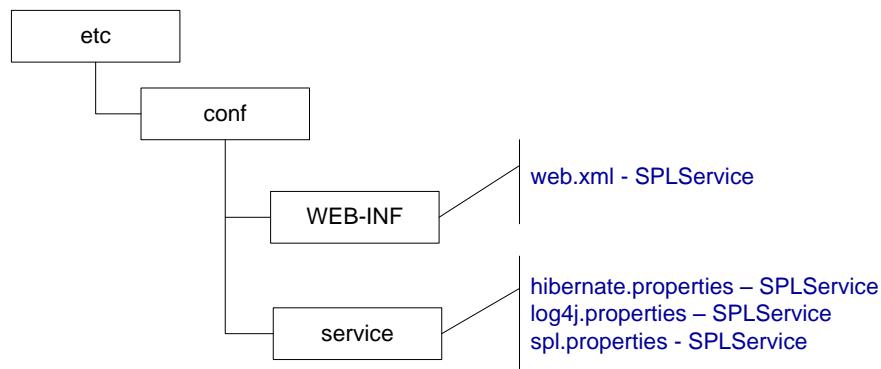 etc
conf
WEB-INF
web.xml - SPLService
service
hibernate.properties – SPLService
log4j.properties – SPLService
spl.properties - SPLService